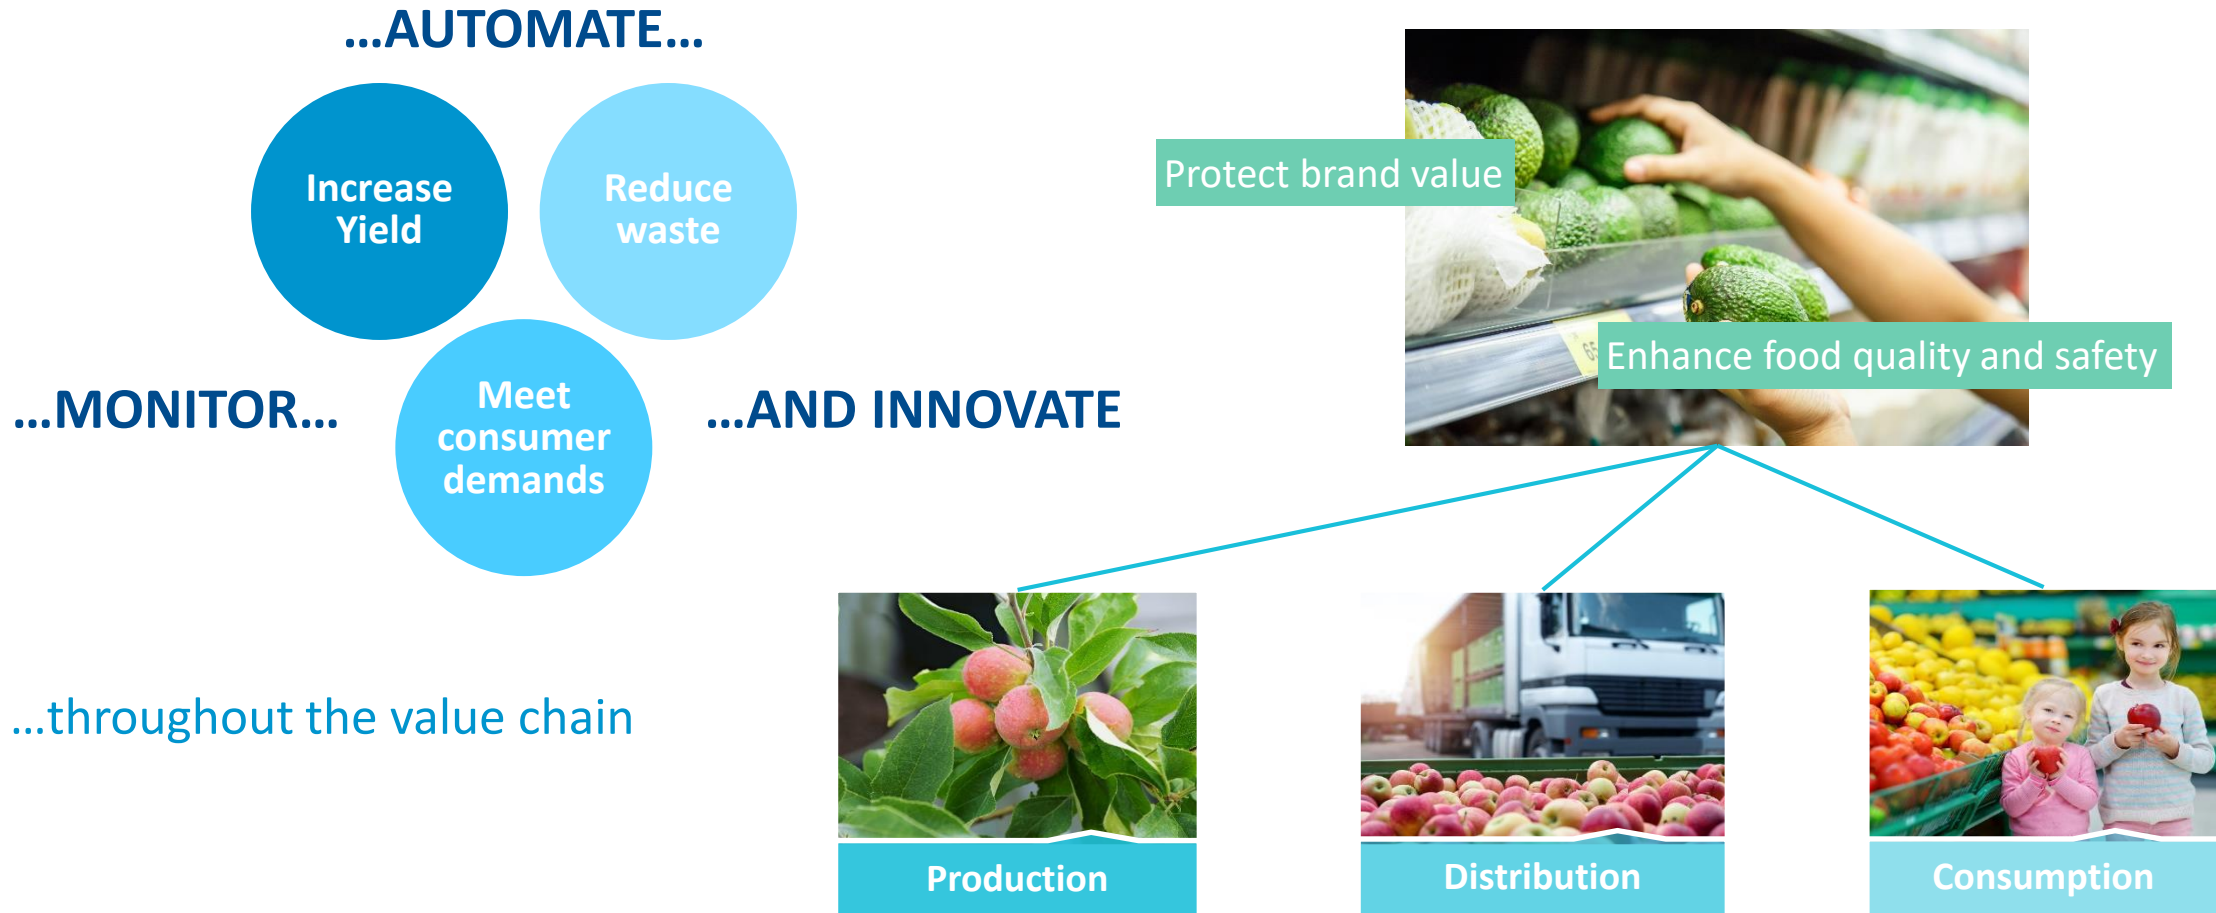 ...AUTOMATE...
Increase
Yield
Reduce
waste
Meet
consumer
demands
...MONITOR...
...AND INNOVATE
...throughout the value chain
Protect brand value
Enhance food quality and safety
Production
Distribution
Consumption